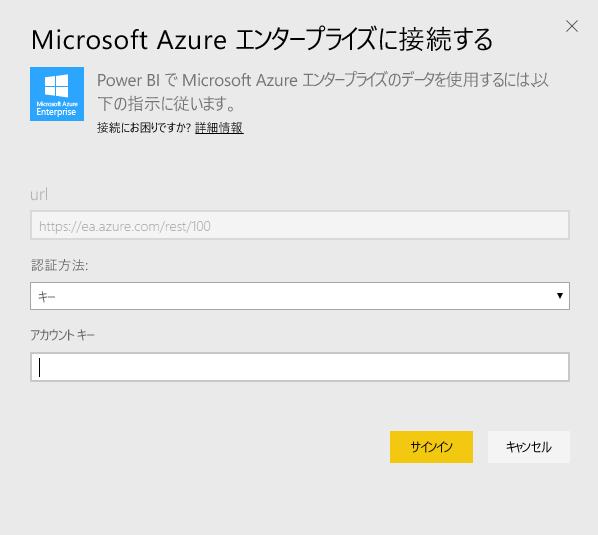 Microsoft Azure エンタープライズに接続する
Microsoft Azure
Enterprise
Power BI で Microsoft Azure エンタープライズのデータを使用するには、以
下の指示に従います。
接続にお困りですか? 詳細情報
url
https://ea.azure.com/rest/100
認証方法:
キー
アカウント キー
サインイン
キャンセル